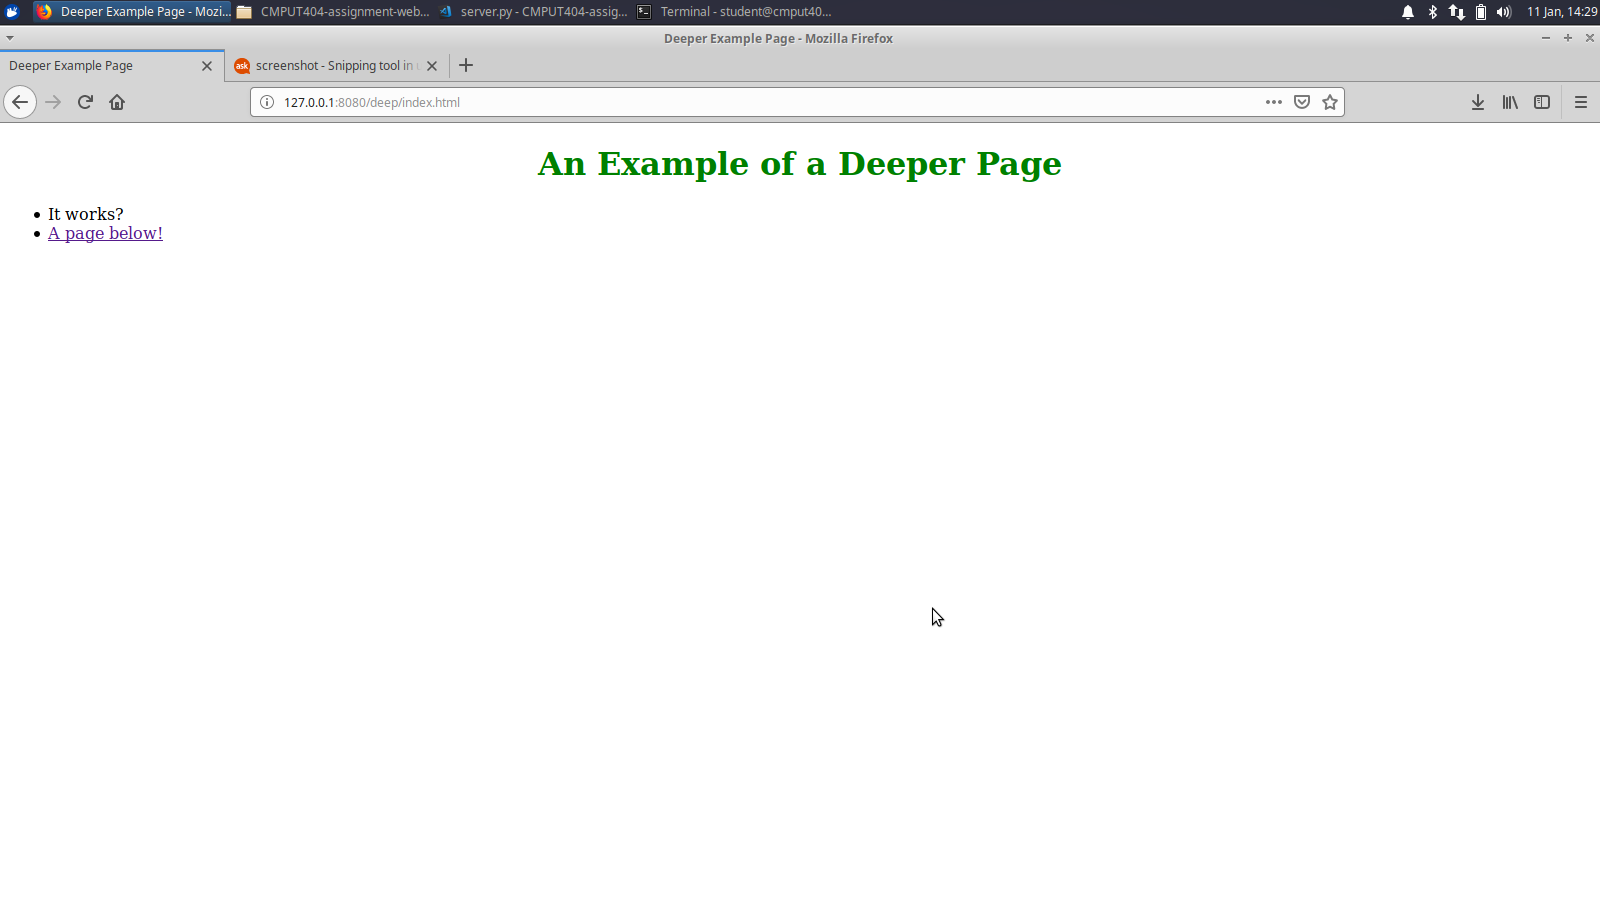 Deeper Example Page - Mozi...
CMPUT404-assignment-web...
server.py - CMPUT404-assig...
Terminal - student@cmput40...
11 Jan, 14:29
Deeper Example Page - Mozilla Firefox
Deeper Example Page
ask
screenshot - Snipping tool in
127.0.0.1:8080/deep/index.html
An Example of a Deeper Page
It works?
A page below!